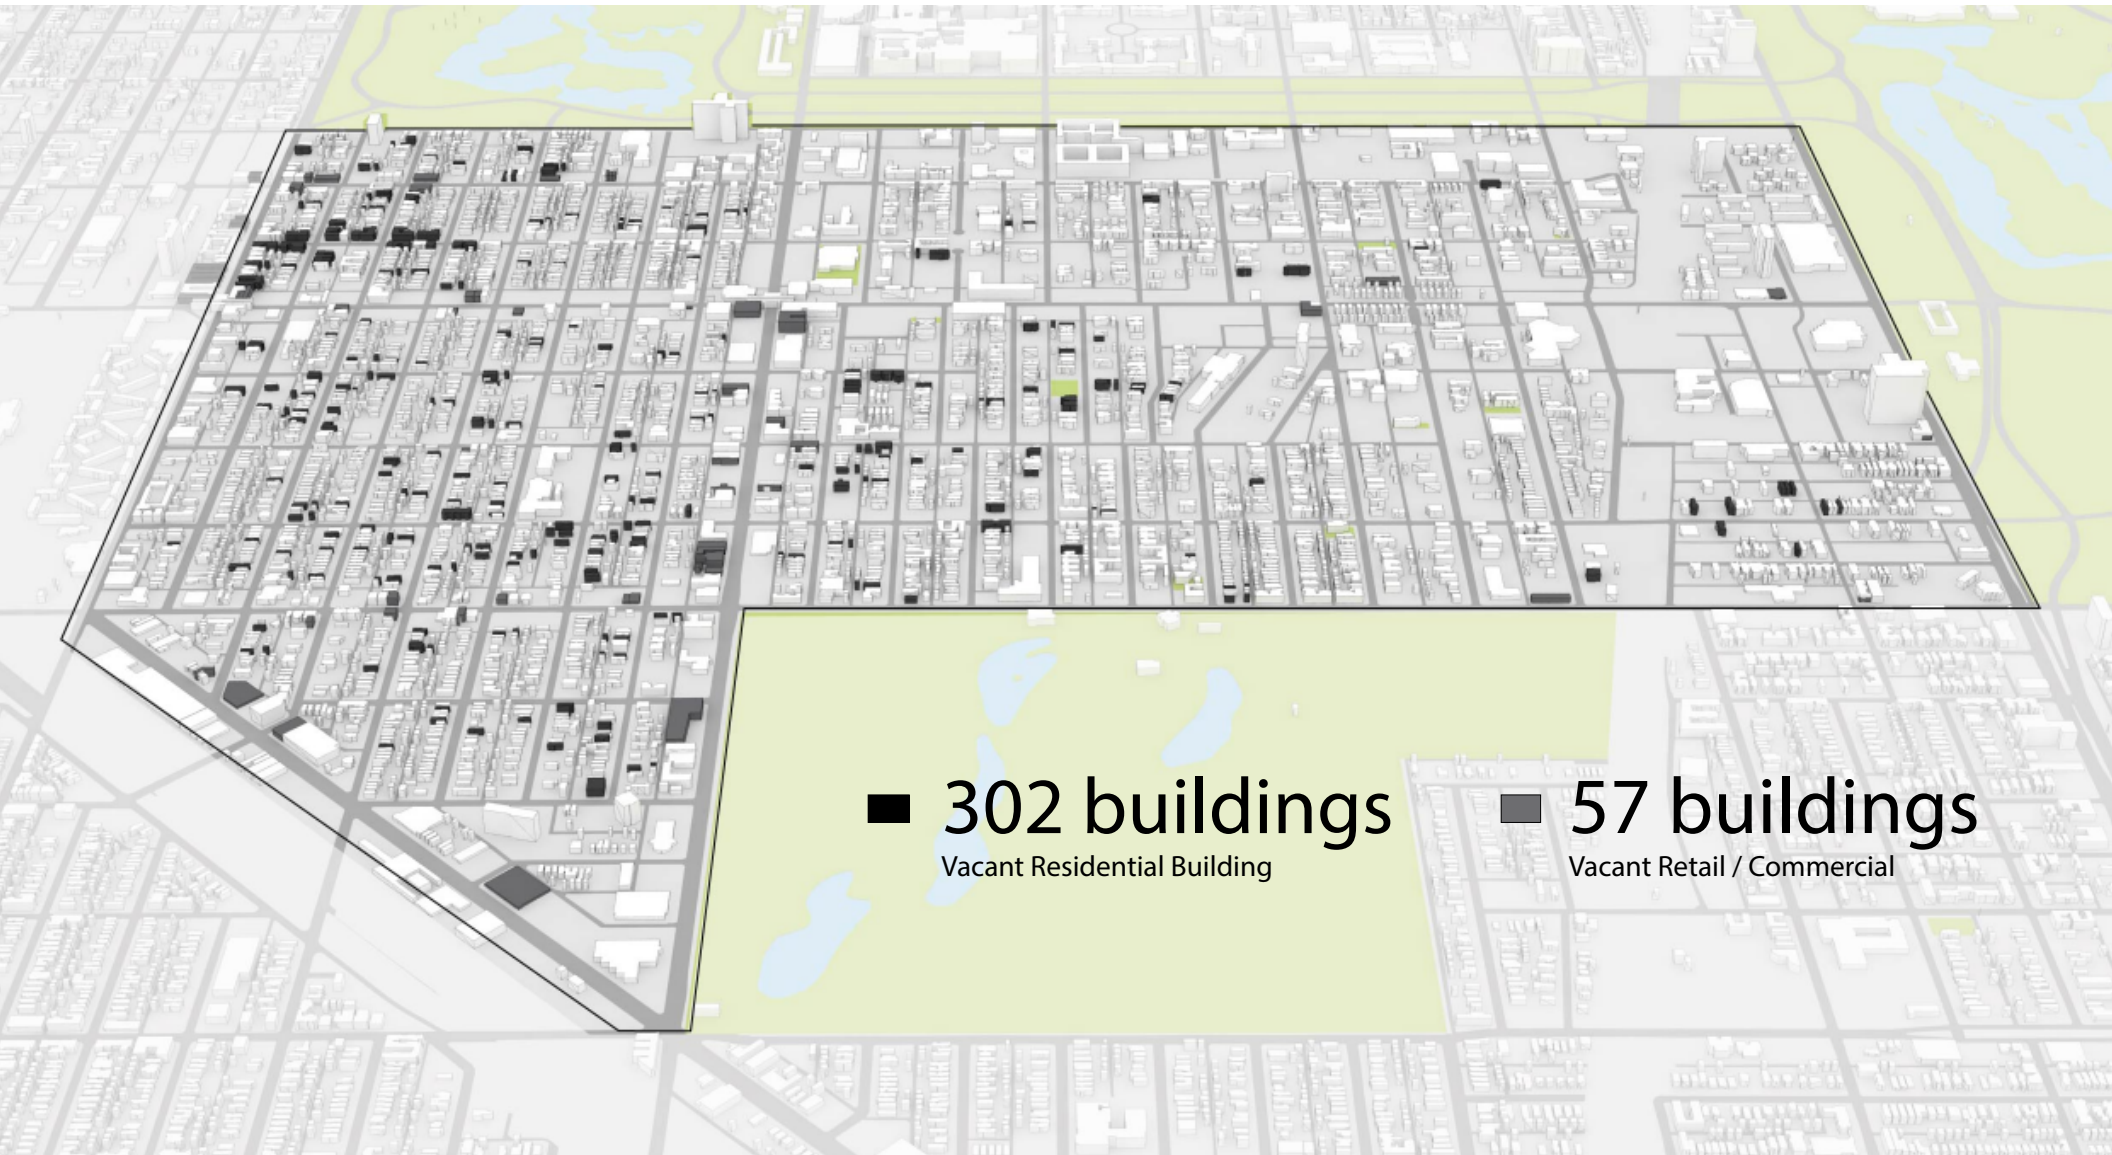 302 buildings
Vacant Residential Building
57 buildings
Vacant Retail / Commercial